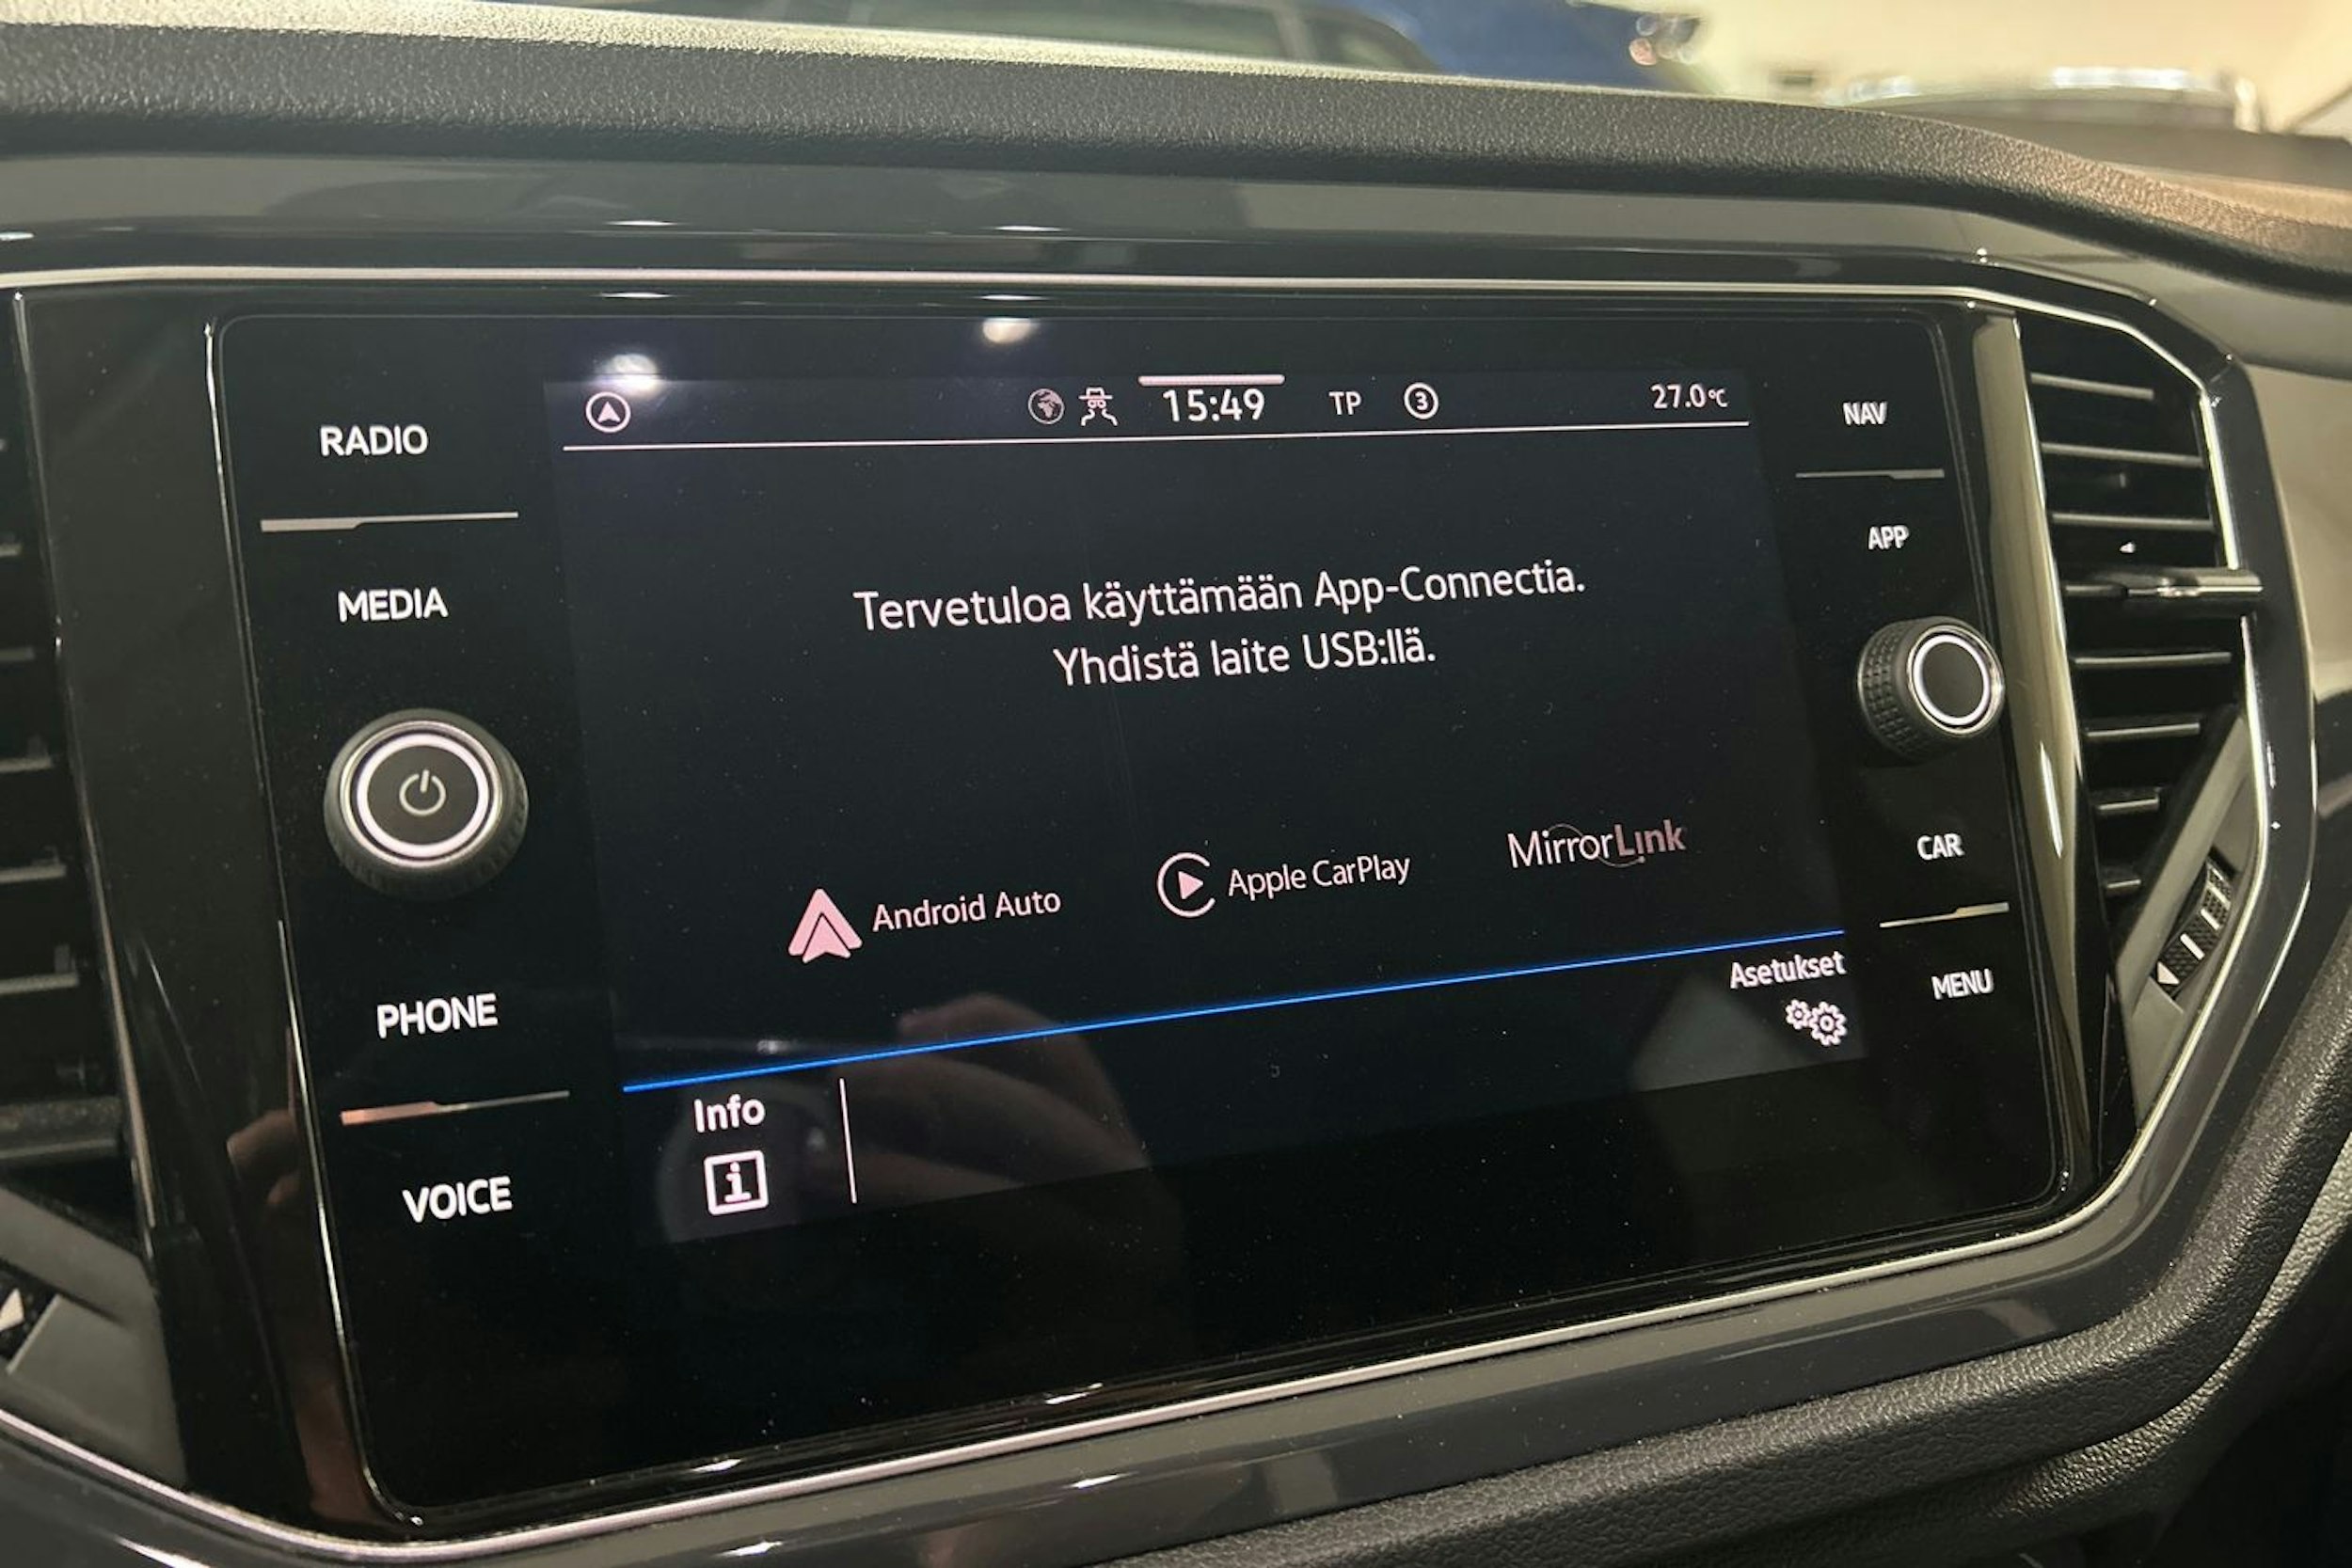 RADIO
MEDIA
PHONE
VOICE
15:49 TP 3 27.0°C
Tervetuloa käyttämään App-Connectia.
Yhdistä laite USB:llä.
Android Auto
Apple CarPlay
MirrorLink
Info
i
Asetukset
NAV
APP
CAR
MENU